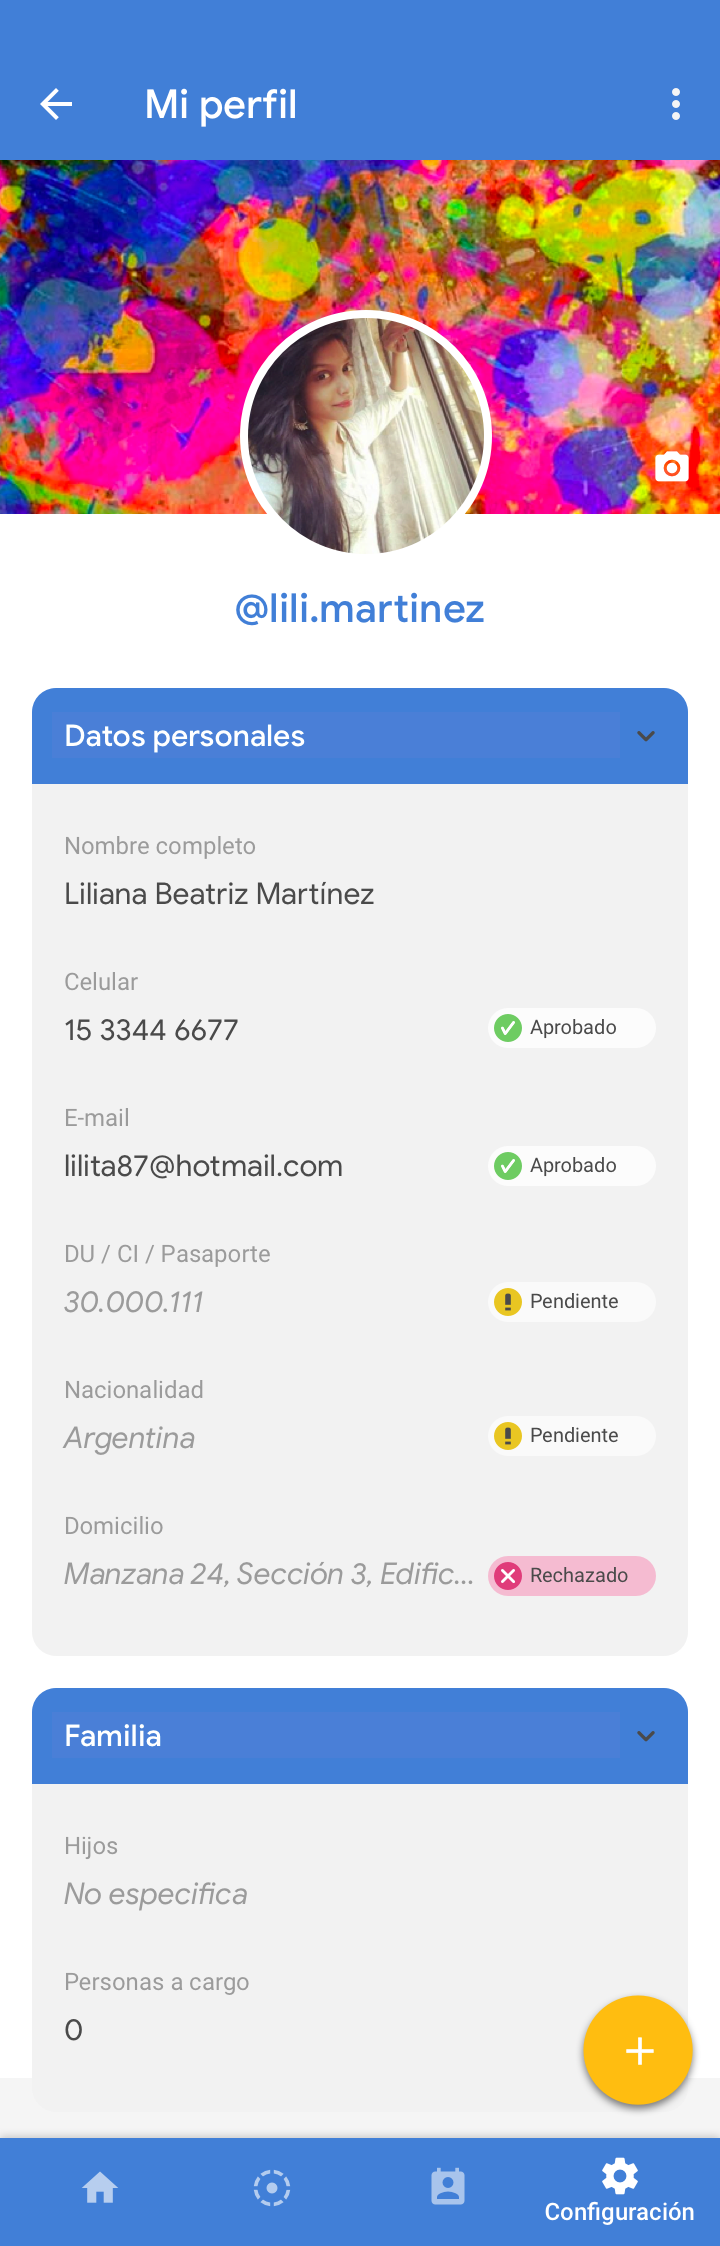 Mi perfil
@lili.martinez
Datos personales
Nombre completo
Liliana Beatriz Martínez
Celular
15 3344 6677
Aprobado
E-mail
lilita87@hotmail.com
Aprobado
DU / CI / Pasaporte
30.000.111
Pendiente
Nacionalidad
Argentina
Pendiente
Domicilio
Manzana 24, Sección 3, Edific...
Rechazado
Familia
Hijos
No especifica
Personas a cargo
0
Configuración